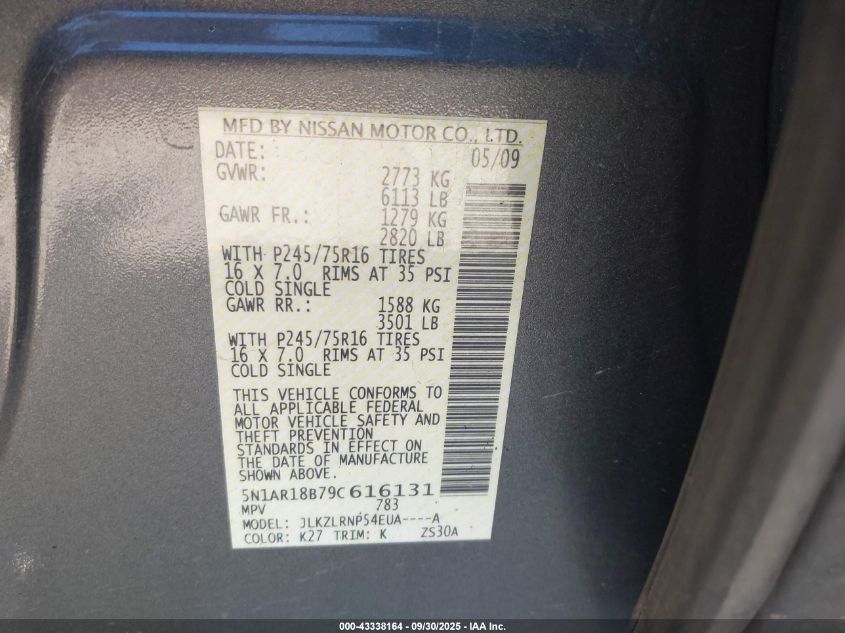 MFD BY NISSAN MOTOR CO., LTD.
DATE: 05/09
GVWR: 2773 KG
6113 LB
GAWR FR.: 1279 KG
2820 LB
WITH P245/75R16 TIRES
16 X 7.0 RIMS AT 35 PSI
COLD SINGLE
GAWR RR.: 1588 KG
3501 LB
WITH P245/75R16 TIRES
16 X 7.0 RIMS AT 35 PSI
COLD SINGLE
THIS VEHICLE CONFORMS TO
ALL APPLICABLE FEDERAL
MOTOR VEHICLE SAFETY AND
THEFT PREVENTION
STANDARDS IN EFFECT ON
THE DATE OF MANUFACTURE
SHOWN ABOVE.
5N1AR18B79C616131
MPV 783
MODEL: JLKZLRNP54EUA----A
COLOR: K27 TRIM: K ZS30A
000-43338164 - 09/30/2025 - IAA Inc.